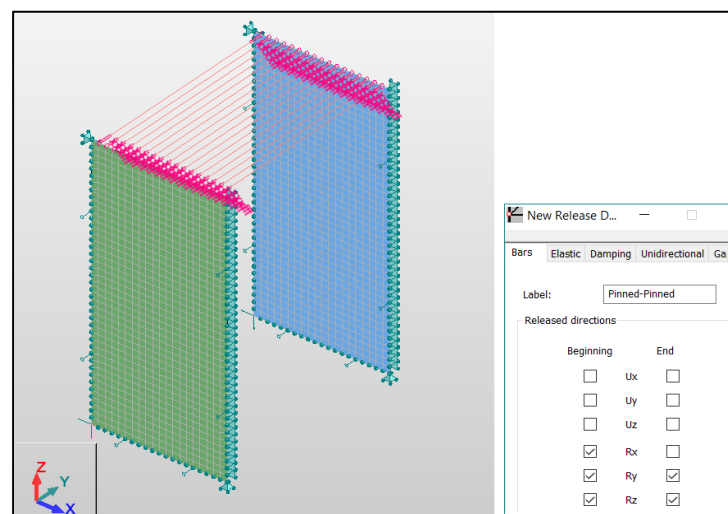 New Release D...
Bars Elastic Damping Unidirectional Ga
Label: Pinned-Pinned
Released directions
Beginning End
Ux
Uy
Uz
Rx
Ry
Rz
Z
Y
X